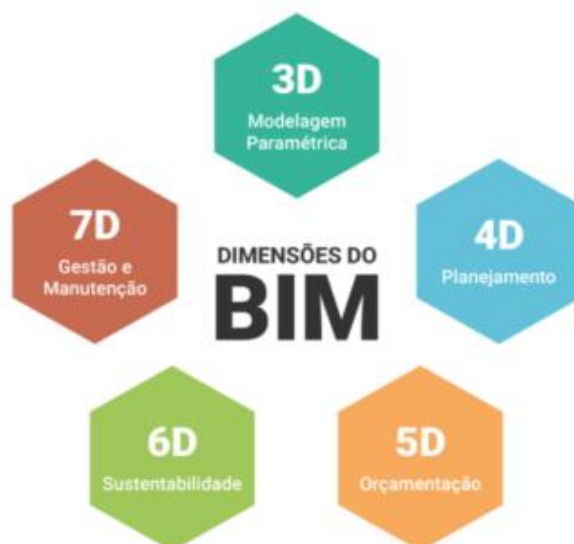 3D
Modelagem
Paramétrica
7D
Gestão e
Manutenção
DIMENSÕES DO
BIM
4D
Planejamento
6D
Sustentabilidade
5D
Orçamentação